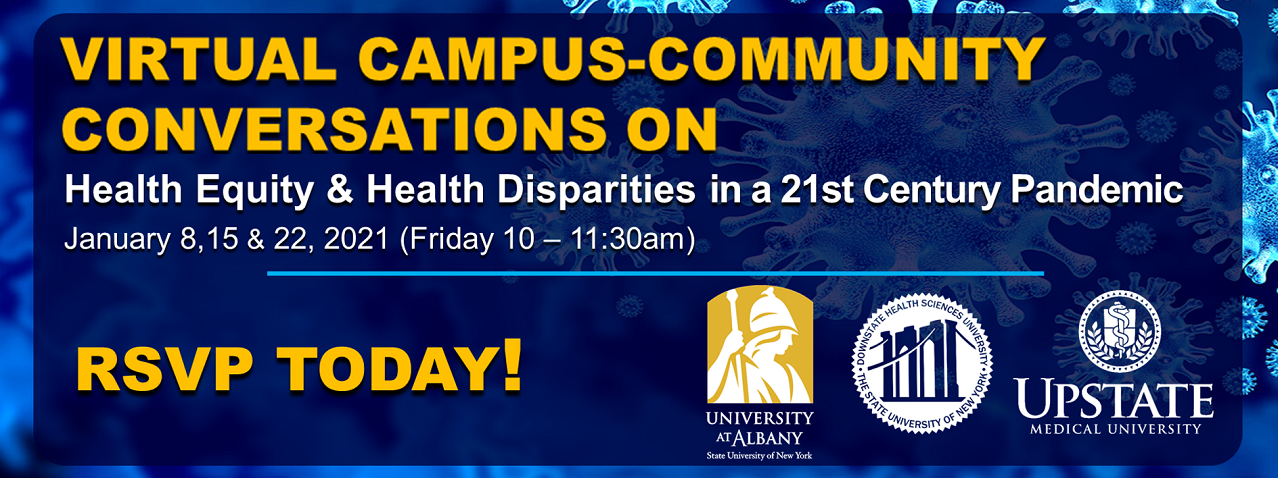 VIRTUAL CAMPUS-COMMUNITY
CONVERSATIONS ON
Health Equity & Health Disparities in a 21st Century Pandemic
January 8,15 & 22, 2021 (Friday 10 – 11:30am)
RSVP TODAY!
UNIVERSITY
AT ALBANY
State University of New York
DOWNSTATE HEALTH SCIENCES UNIVERSITY
THE STATE UNIVERSITY OF NEW YORK
UPSTATE
MEDICAL UNIVERSITY